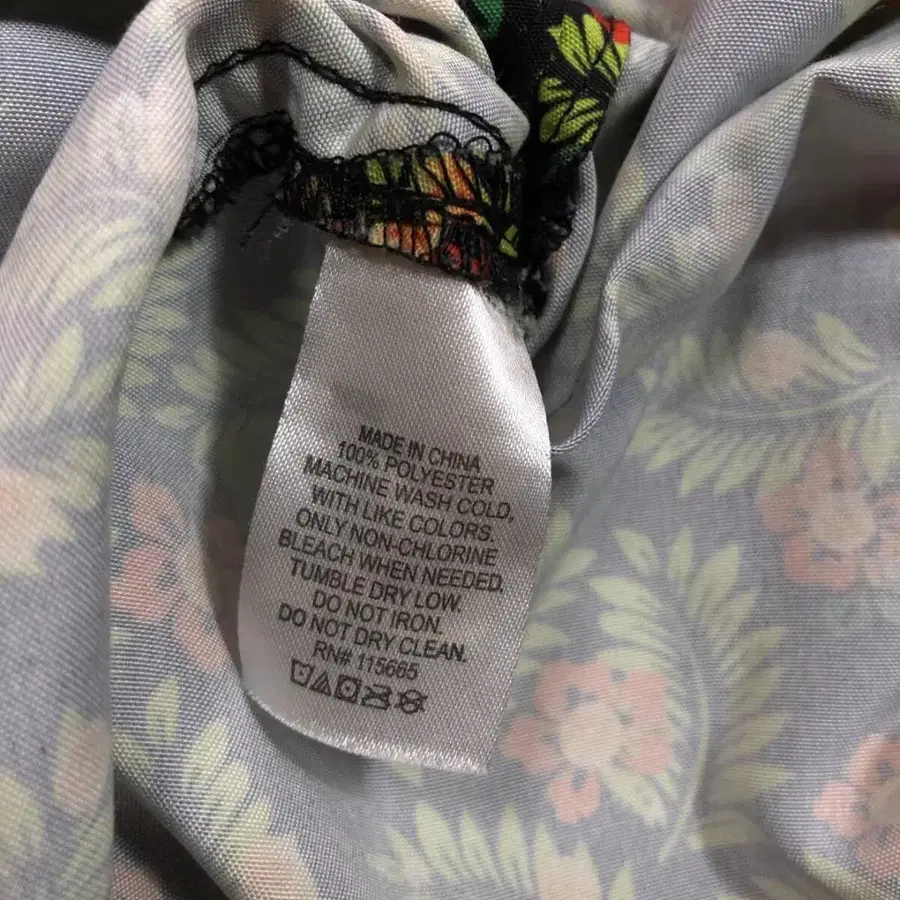 MADE IN CHINA
100% POLYESTER
MACHINE WASH COLD,
WITH LIKE COLORS.
ONLY NON-CHLORINE
BLEACH WHEN NEEDED.
TUMBLE DRY LOW.
DO NOT IRON.
DO NOT DRY CLEAN.
RN# 115665